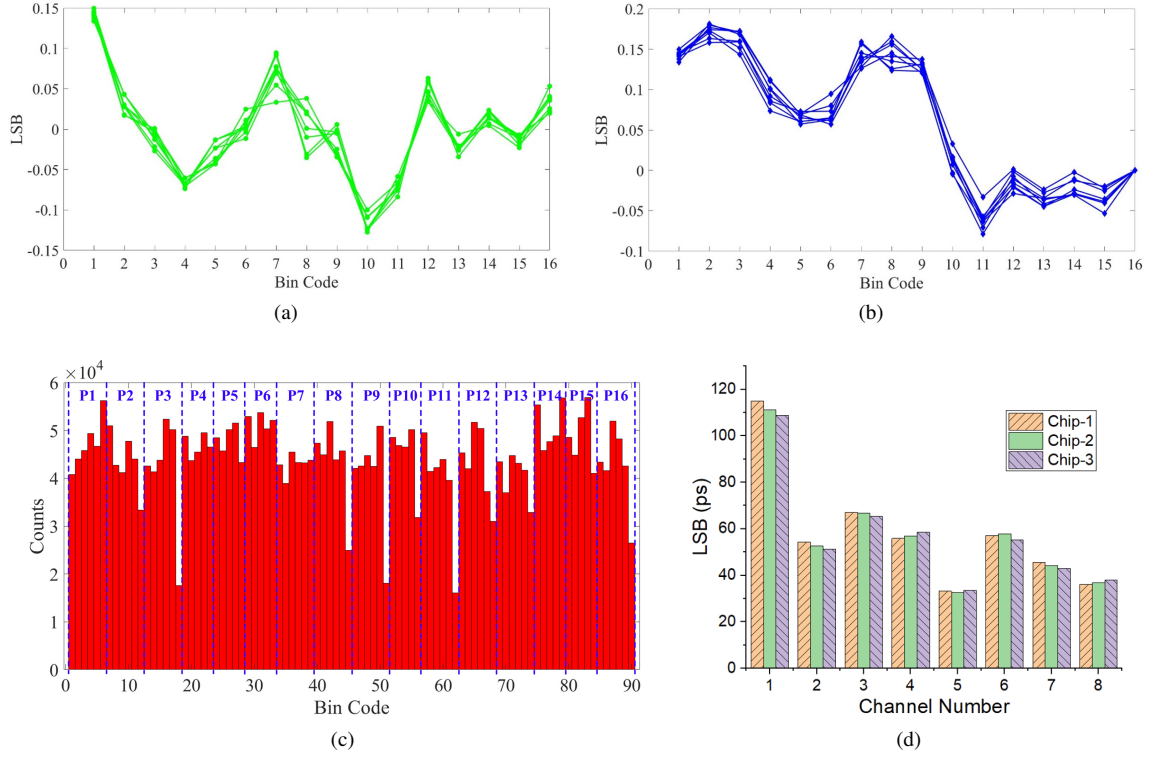 0.15
0.1
0.05
0
-0.05
-0.1
-0.15
LSB
0 1 2 3 4 5 6 7 8 9 10 11 12 13 14 15 16
Bin Code
(a)
0.2
0.15
0.1
0.05
0
-0.05
-0.1
LSB
0 1 2 3 4 5 6 7 8 9 10 11 12 13 14 15 16
Bin Code
(b)
×10⁴
6
5
4
3
2
1
0
Counts
P1 P2 P3 P4 P5 P6 P7 P8 P9 P10 P11 P12 P13 P14 P15 P16
0 10 20 30 40 50 60 70 80 90
Bin Code
(c)
120
100
80
60
40
20
0
LSB (ps)
Chip-1
Chip-2
Chip-3
1 2 3 4 5 6 7 8
Channel Number
(d)